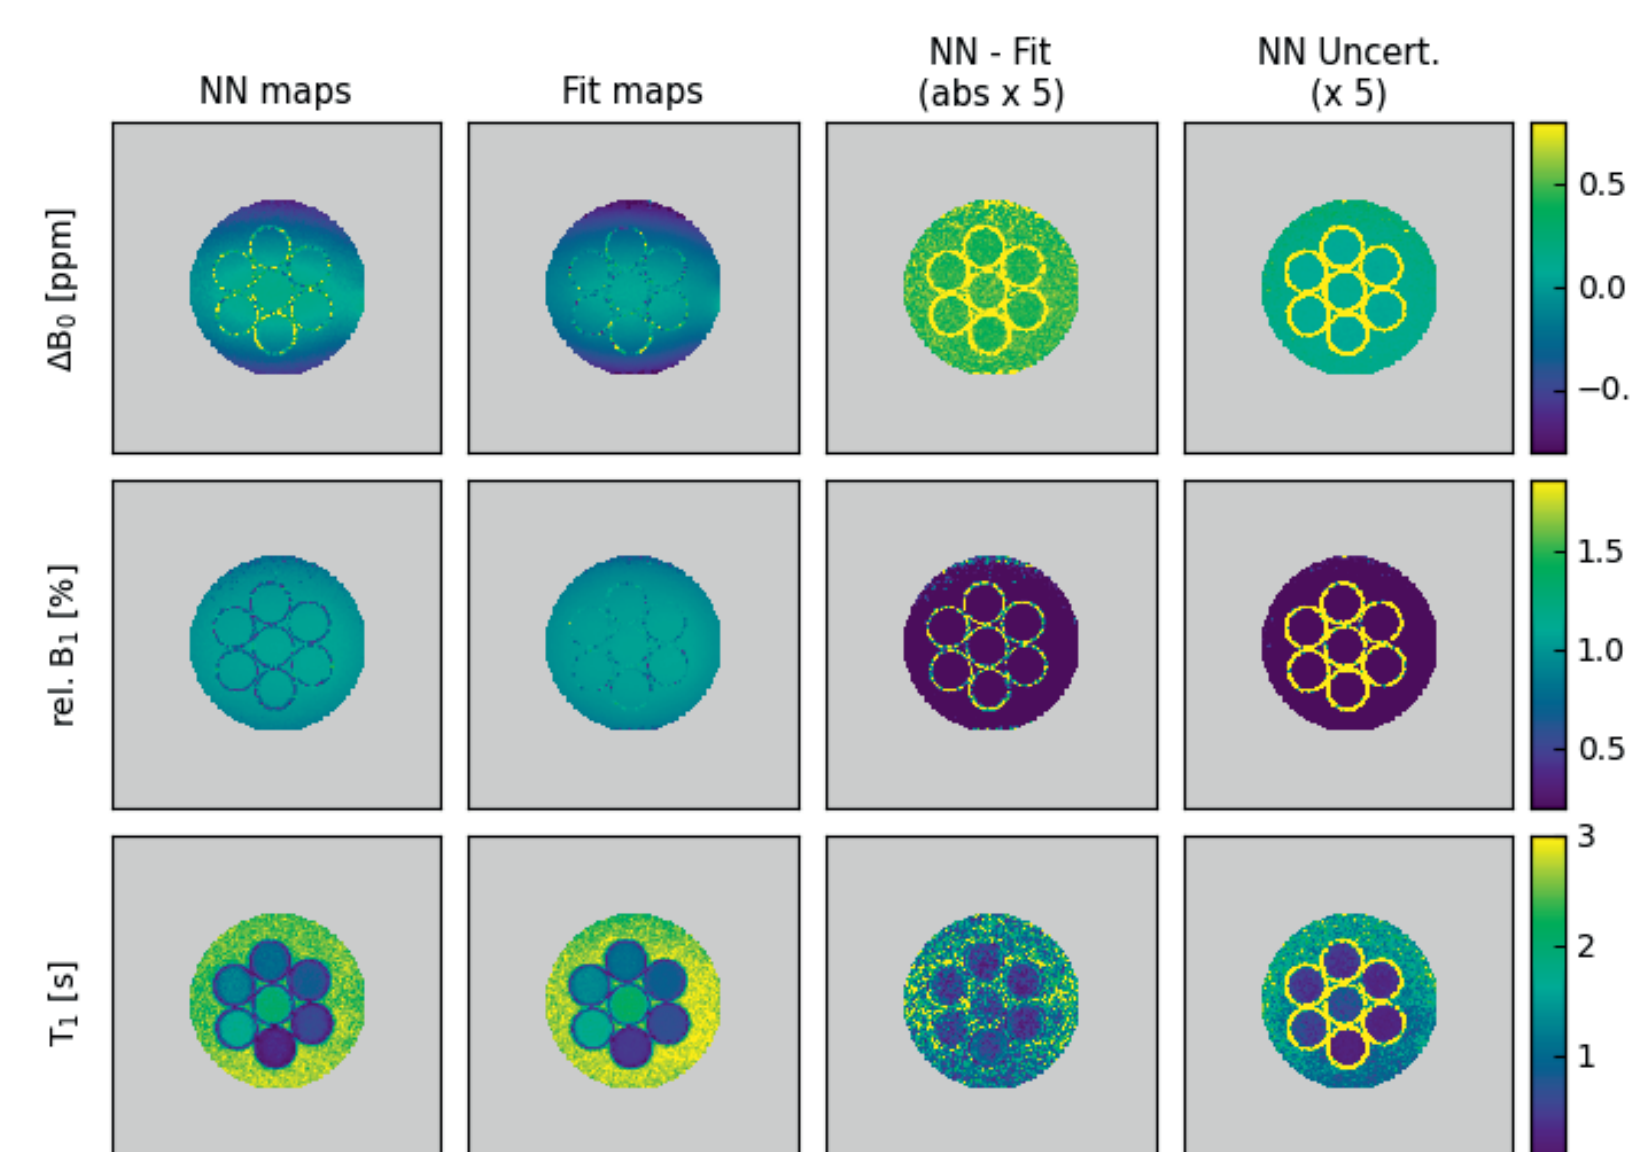 NN - Fit
(abs x 5)
NN Uncert.
(x 5)
NN maps
Fit maps
ΔB₀ [ppm]
0.5
0.0
−0.
rel. B₁ [%]
1.5
1.0
0.5
T₁ [s]
3
2
1